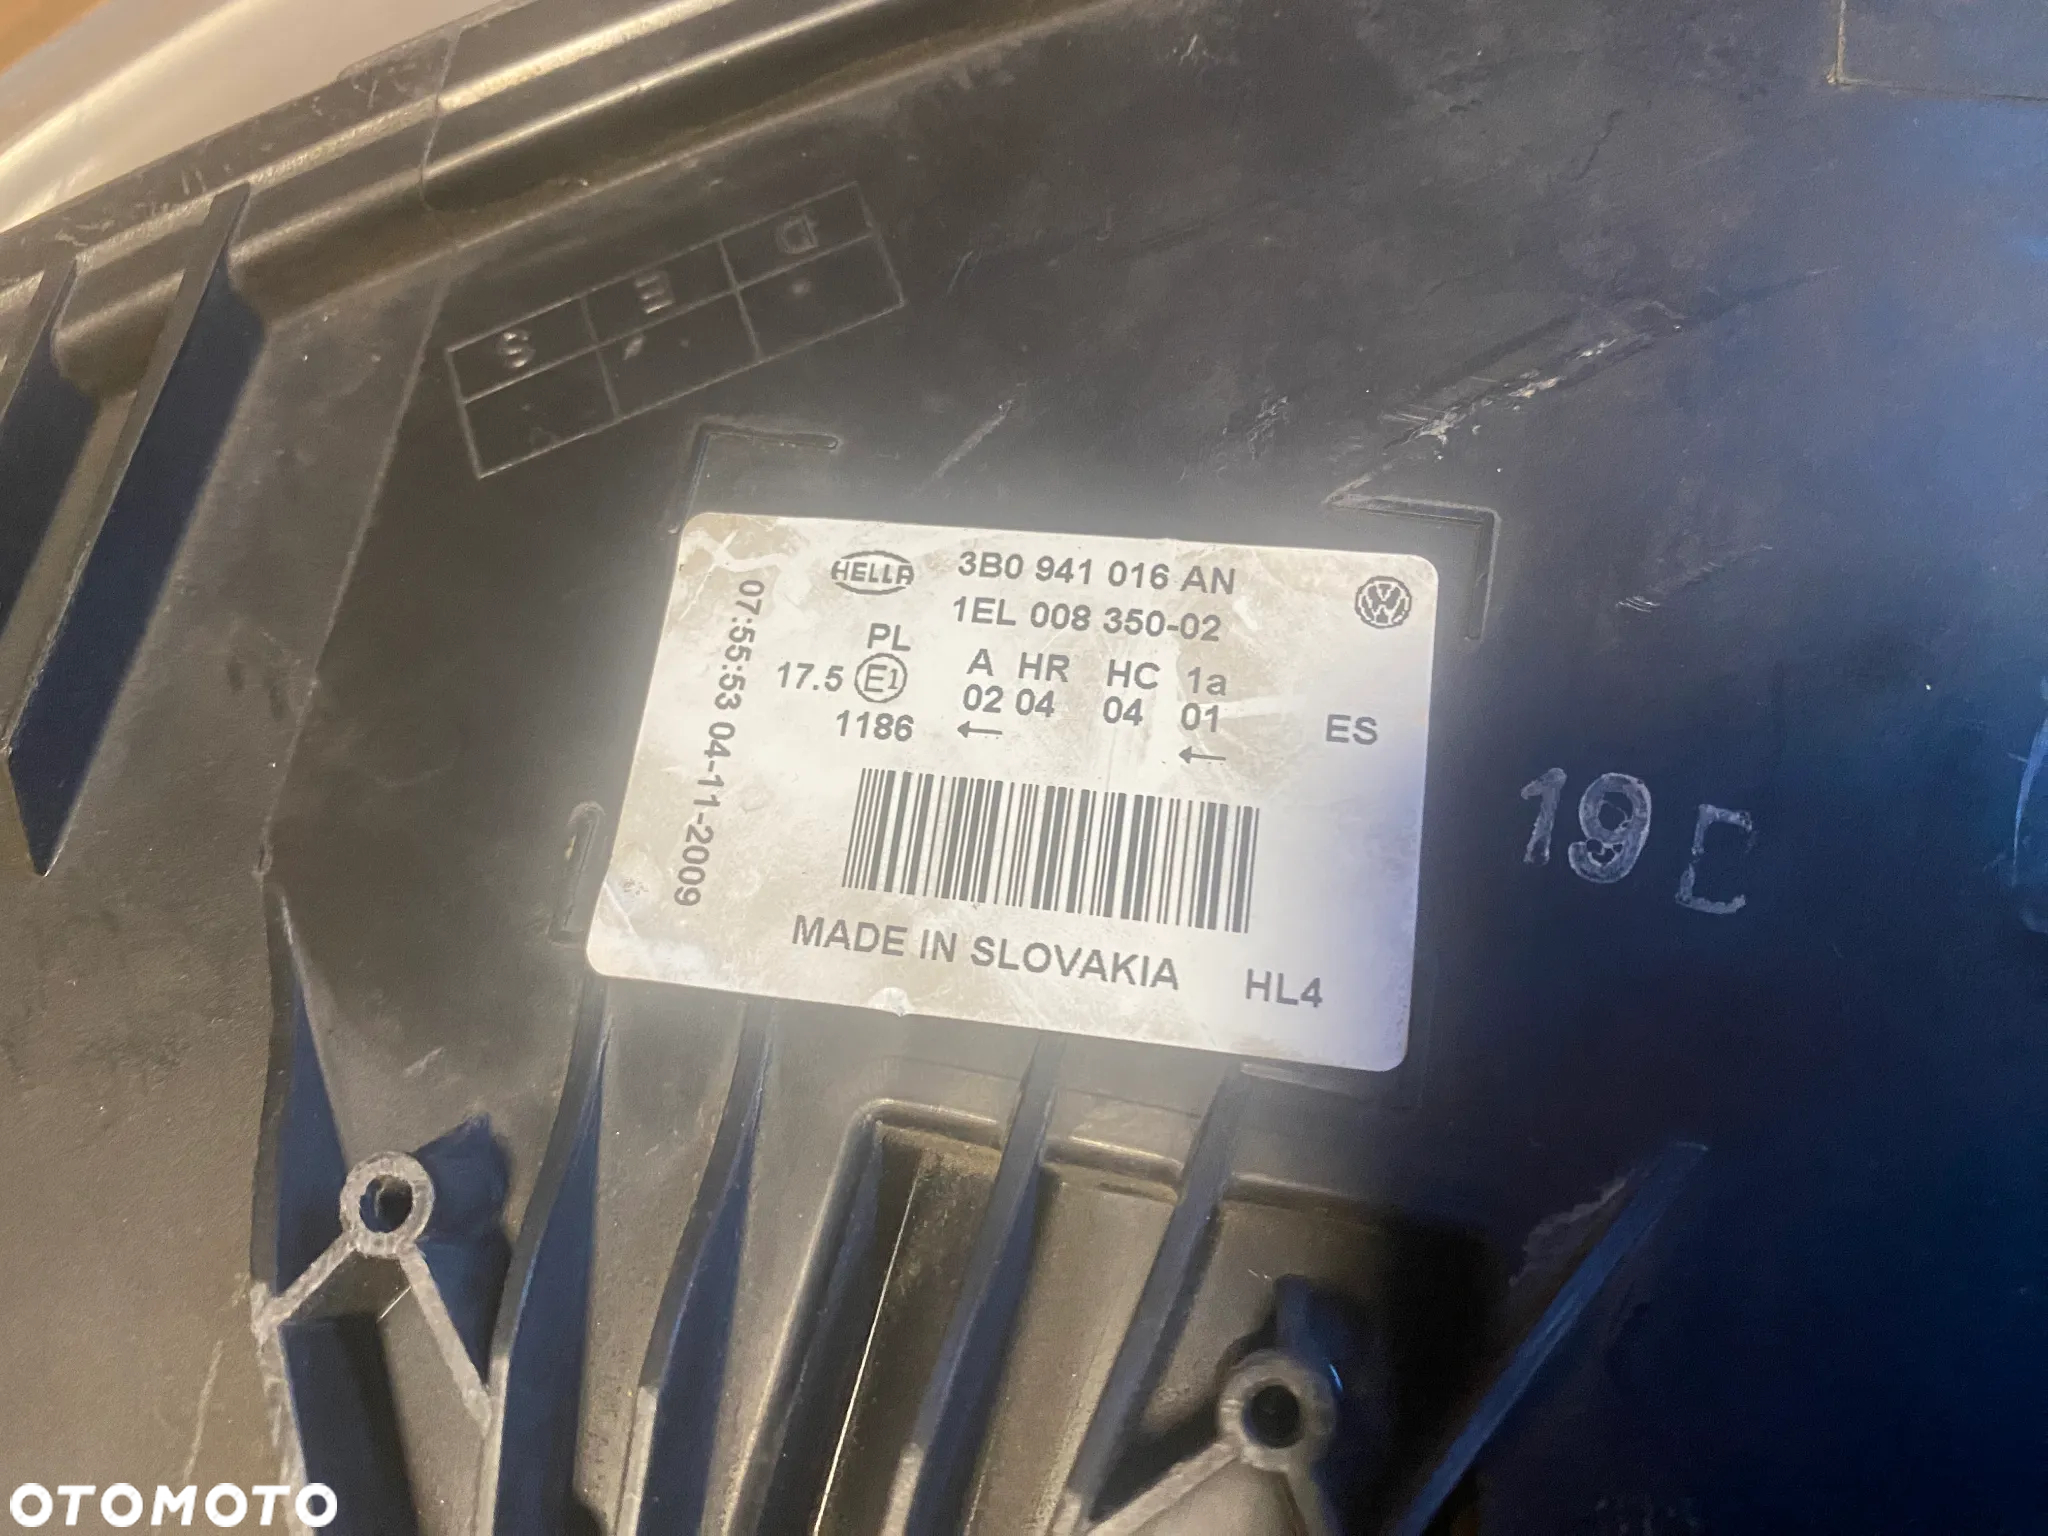 D
E
S
HELLA 3B0 941 016 AN
1EL 008 350-02
PL
17.5 E1 A HR HC 1a
02 04 04 01
1186 ← ←
ES
07:55:53 04-11-2009
MADE IN SLOVAKIA HL4
19
OTOMOTO